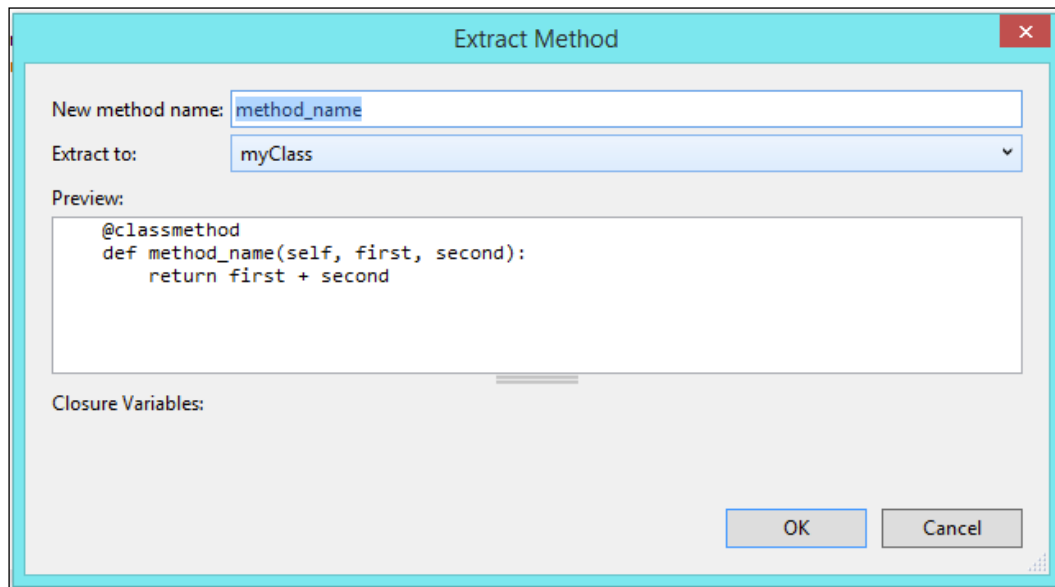 Extract Method
New method name: method_name
Extract to: myClass
Preview:
@classmethod
def method_name(self, first, second):
return first + second
Closure Variables:
OK Cancel